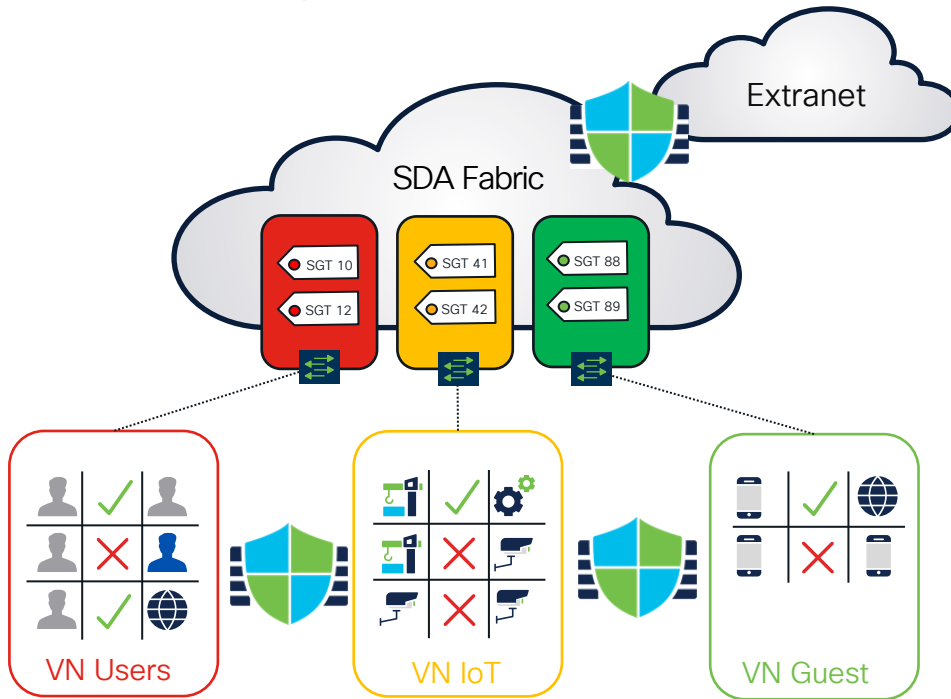 Extranet
SDA Fabric
SGT 10
SGT 41
SGT 88
SGT 12
SGT 42
SGT 89
VN Users
VN IoT
VN Guest